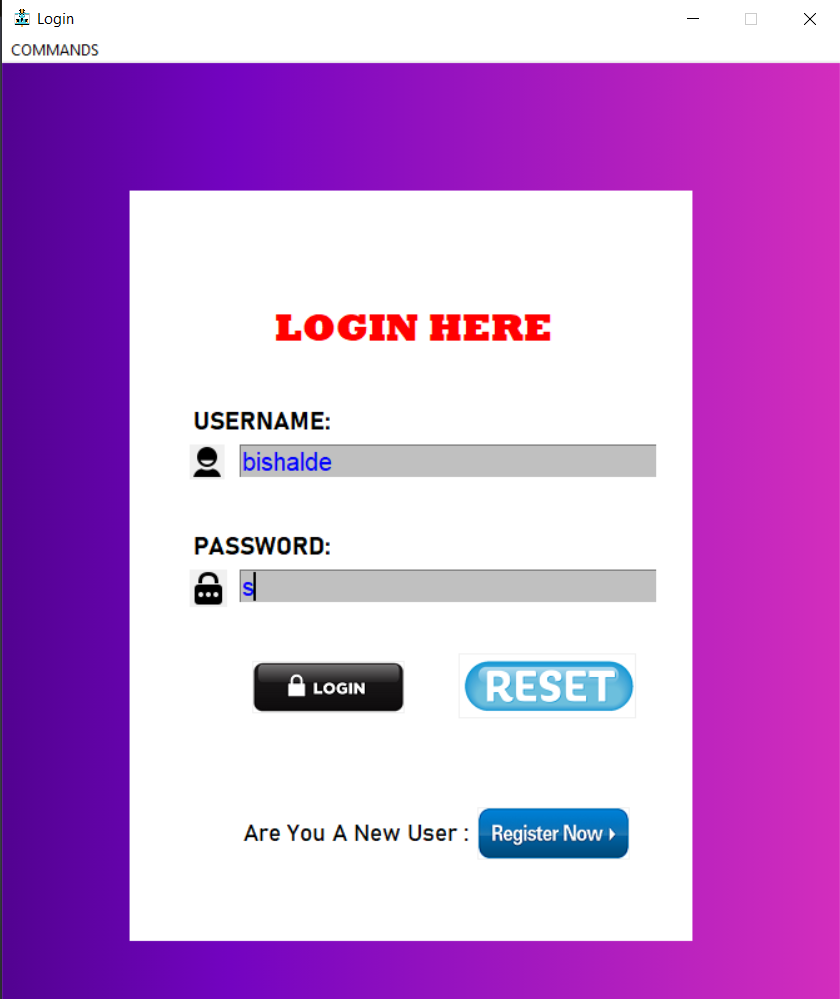 Login
COMMANDS
LOGIN HERE
USERNAME:
bishalde
PASSWORD:
s
LOGIN
RESET
Are You A New User :
Register Now